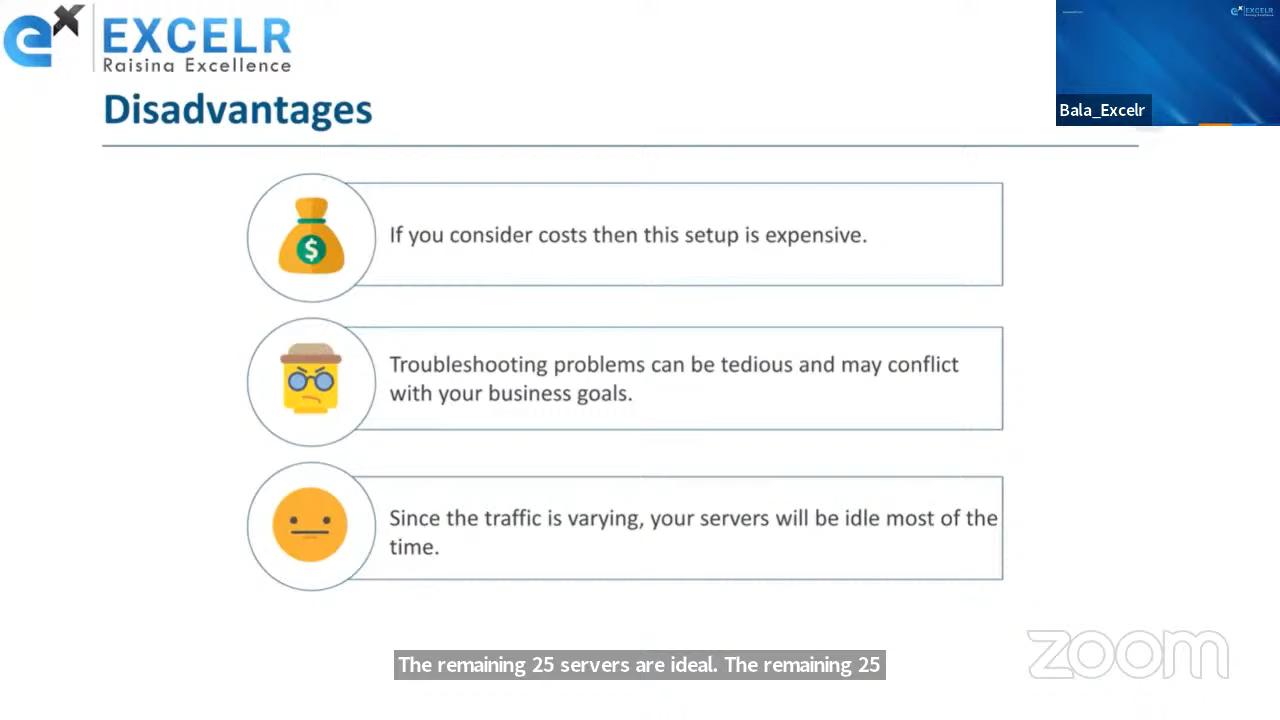 EXCELR
Raising Excellence
Disadvantages
EXCELR
Bala_Excelr
$
If you consider costs then this setup is expensive.
Troubleshooting problems can be tedious and may conflict
with your business goals.
Since the traffic is varying, your servers will be idle most of the
time.
The remaining 25 servers are ideal. The remaining 25
zoom